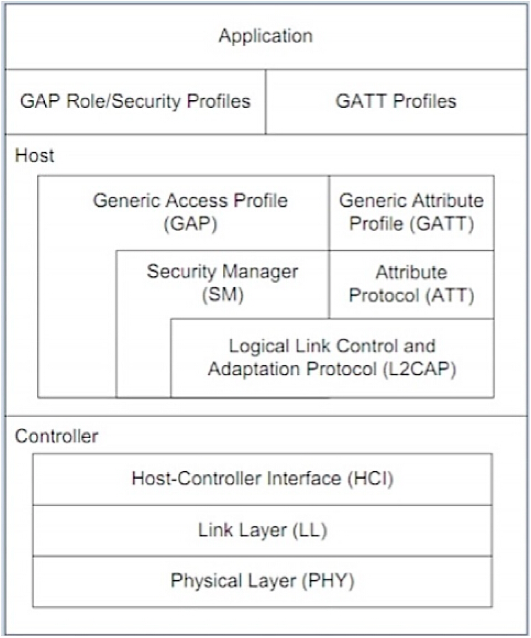 Application
GAP Role/Security Profiles
GATT Profiles
Host
Generic Access Profile
(GAP)
Generic Attribute
Profile (GATT)
Security Manager
(SM)
Attribute
Protocol (ATT)
Logical Link Control and
Adaptation Protocol (L2CAP)
Controller
Host-Controller Interface (HCI)
Link Layer (LL)
Physical Layer (PHY)